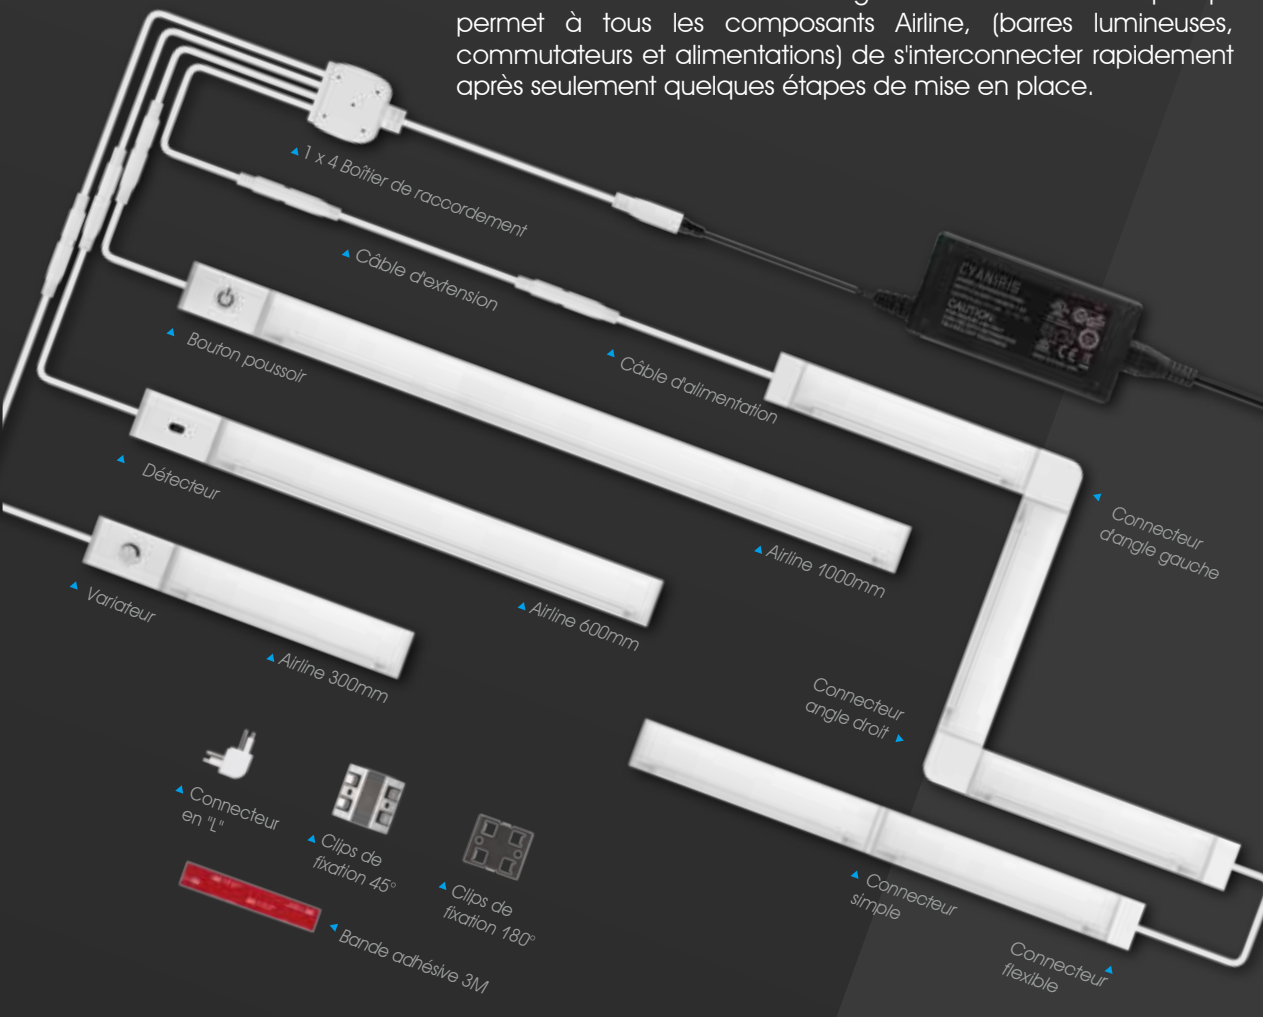 permet à tous les composants Airline, (barres lumineuses,
commutateurs et alimentations) de s'interconnecter rapidement
après seulement quelques étapes de mise en place.
1 x 4 Boîtier de raccordement
Câble d'extension
Câble d'alimentation
Bouton poussoir
CAUTION:
Détecteur
Variateur
Airline 1000mm
Airline 600mm
Airline 300mm
Connecteur
d'angle gauche
Connecteur
angle droit
Connecteur
en "L"
Clips de
fixation 45°
Clips de
fixation 180°
Bande adhésive 3M
Connecteur
simple
Connecteur
flexible